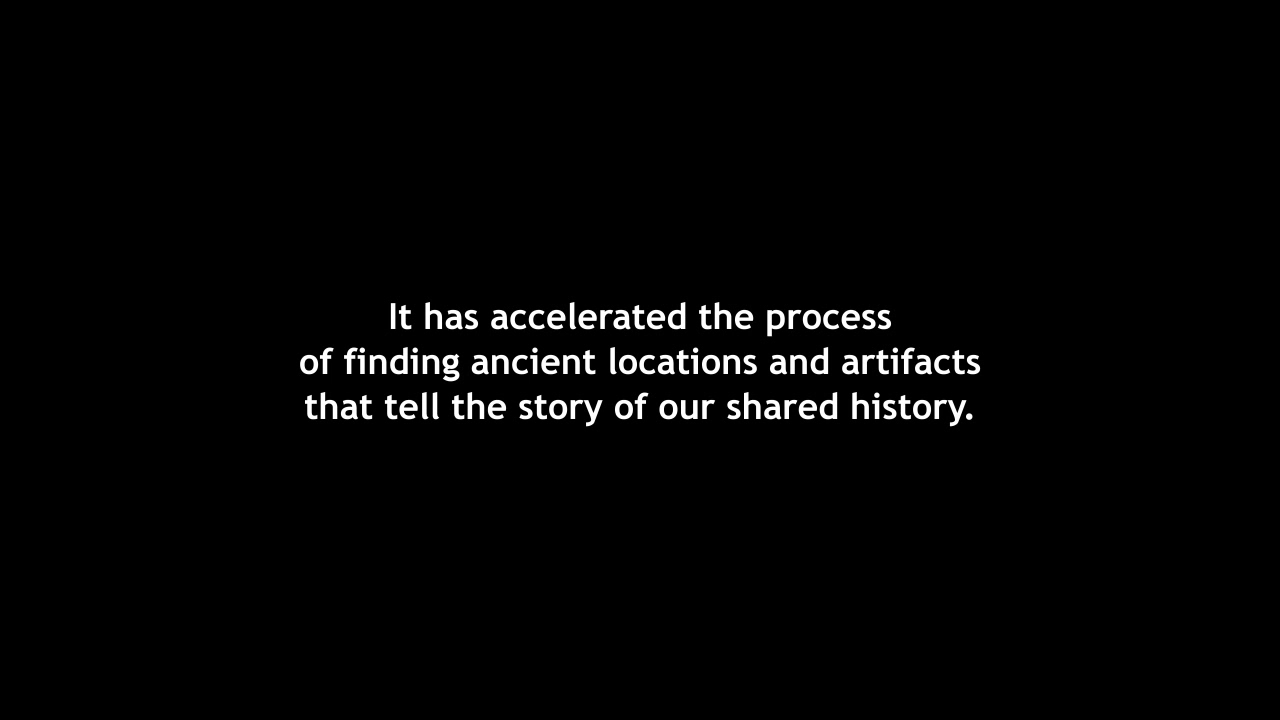 It has accelerated the process
of finding ancient locations and artifacts
that tell the story of our shared history.